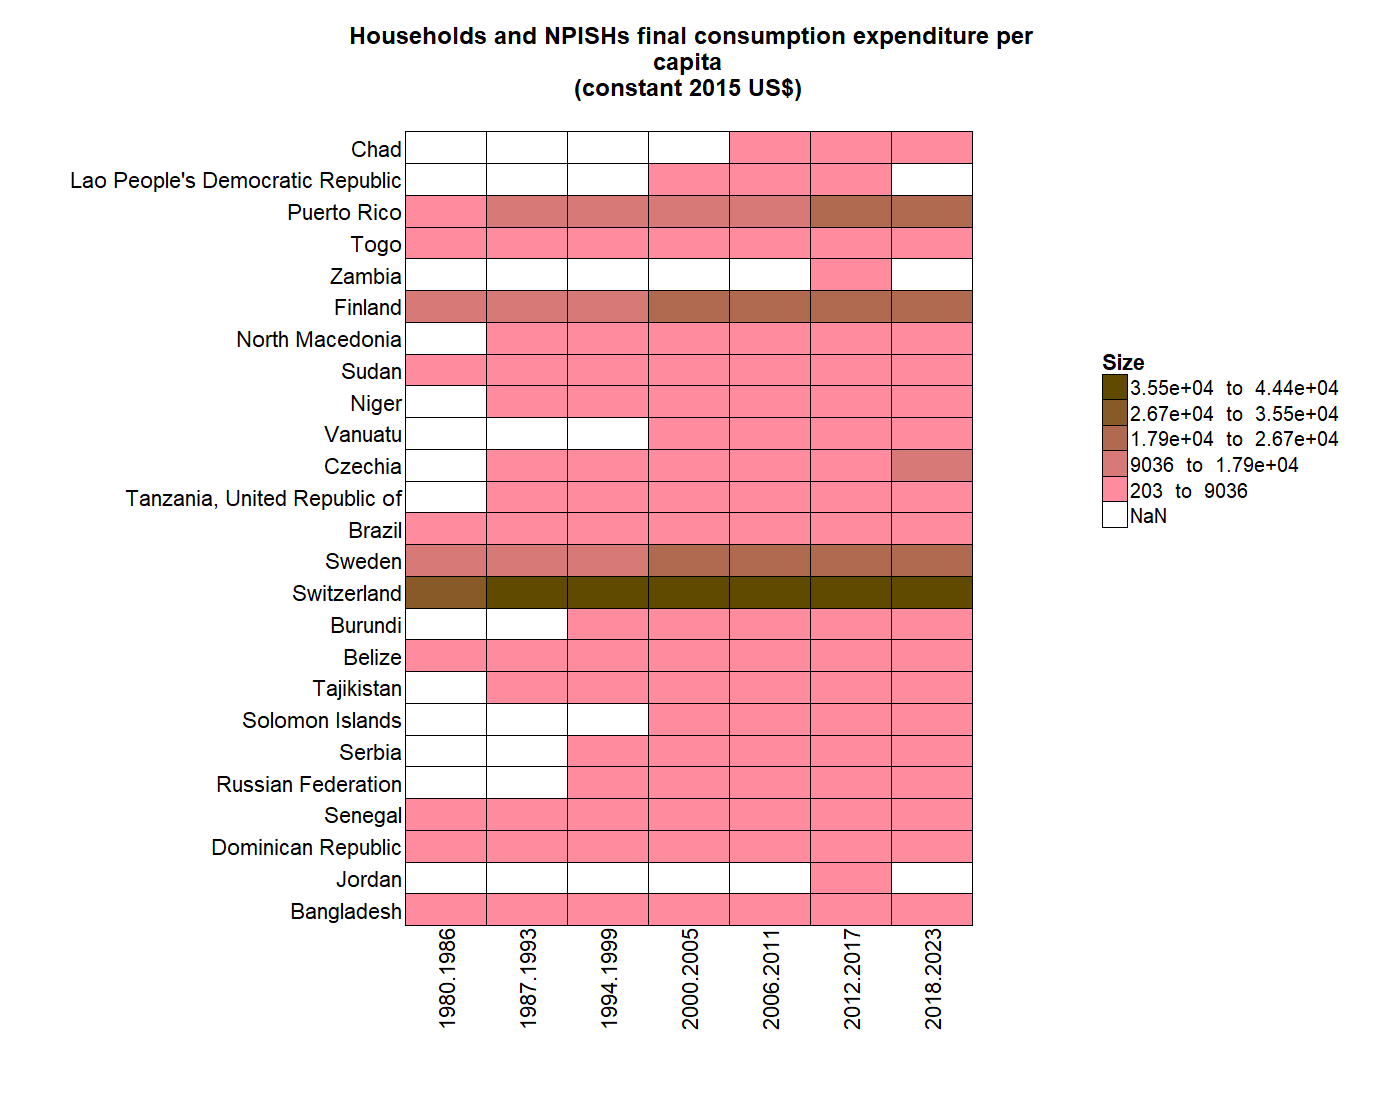 Households and NPISHs final consumption expenditure per
capita
(constant 2015 US$)
Chad
Lao People's Democratic Republic
Puerto Rico
Togo
Zambia
Finland
North Macedonia
Sudan
Niger
Vanuatu
Czechia
Tanzania, United Republic of
Brazil
Sweden
Switzerland
Burundi
Belize
Tajikistan
Solomon Islands
Serbia
Russian Federation
Senegal
Dominican Republic
Jordan
Bangladesh
1980.1986
1987.1993
1994.1999
2000.2005
2006.2011
2012.2017
2018.2023
Size
3.55e+04 to 4.44e+04
2.67e+04 to 3.55e+04
1.79e+04 to 2.67e+04
9036 to 1.79e+04
203 to 9036
NaN